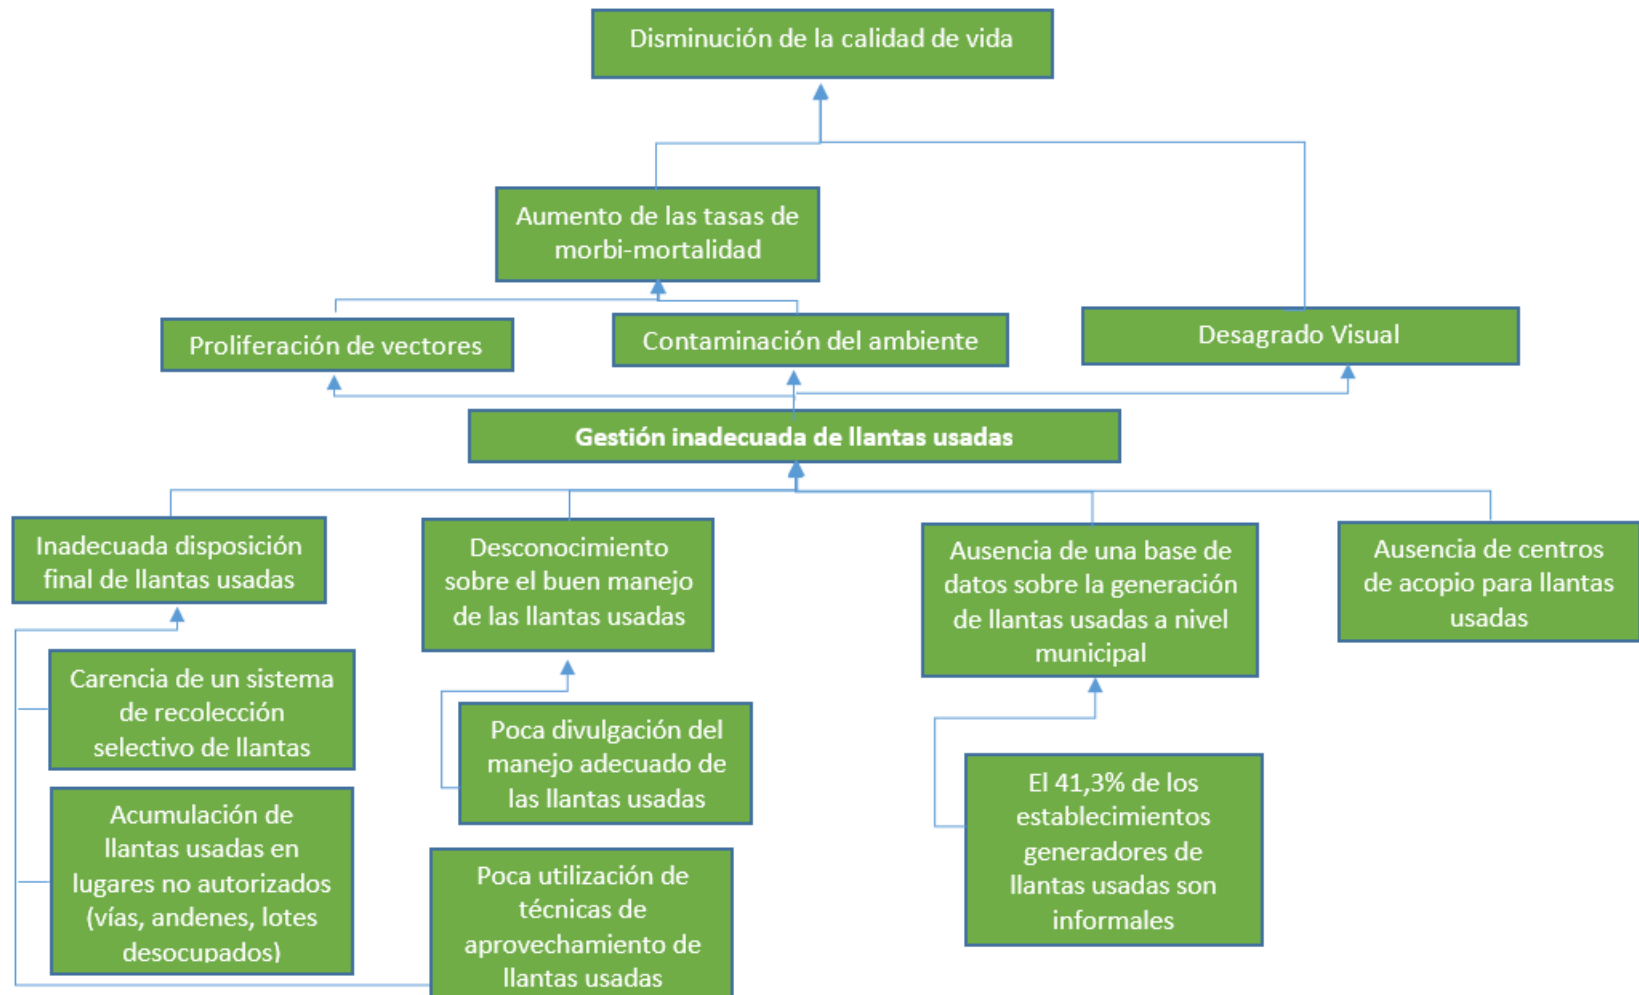 Disminución de la calidad de vida
Aumento de las tasas de
morbi-mortalidad
Proliferación de vectores
Contaminación del ambiente
Desagrado Visual
Gestión inadecuada de llantas usadas
Inadecuada disposición
final de llantas usadas
Desconocimiento
sobre el buen manejo
de las llantas usadas
Ausencia de una base de
datos sobre la generación
de llantas usadas a nivel
municipal
Ausencia de centros
de acopio para llantas
usadas
Carencia de un sistema
de recolección
selectivo de llantas
Poca divulgación del
manejo adecuado de
las llantas usadas
El 41,3% de los
establecimientos
generadores de
llantas usadas son
informales
Acumulación de
llantas usadas en
lugares no autorizados
(vías, andenes, lotes
desocupados)
Poca utilización de
técnicas de
aprovechamiento de
llantas usadas